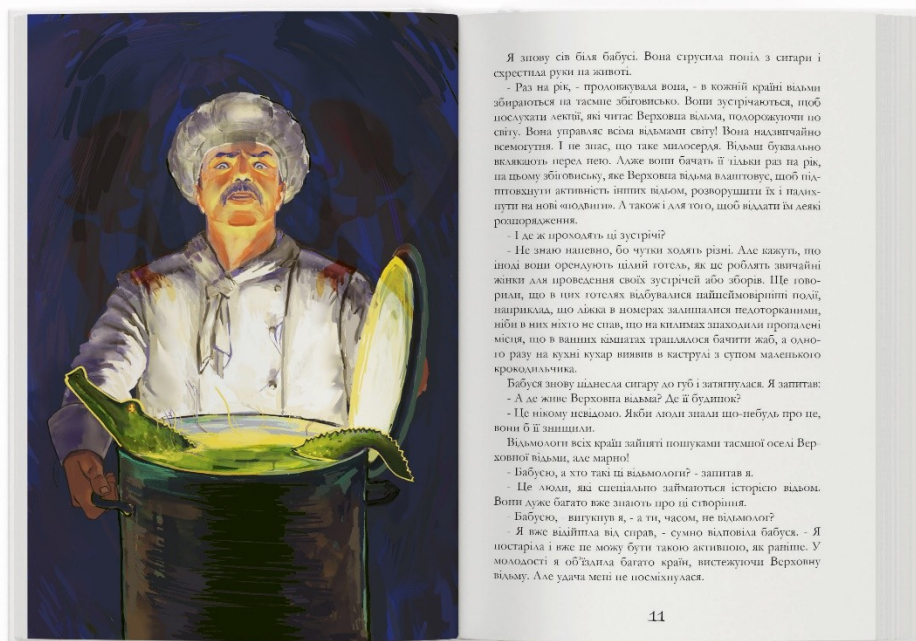 Я знову сів біля бабусі. Вона струсила попіл з сигари і
схрестила руки на животі.
- Раз на рік, - продовжувала вона, - в кожній країні відьми
збираються на таємне збіговисько. Вони зустрічаються, щоб
послухати лекції, які читає Верховна відьма, подорожуючи по
світу. Вона управляє всіма відьмами світу! Вона надзвичайно
всемогутня. І не знає, що таке милосердя. Відьми буквально
вклякають перед нею. Адже вони бачать її тільки раз на рік,
на цьому збіговиську, яке Верховна відьма влаштовує, щоб під-
штовхнути активність інших відьом, розворушити їх і надих-
нути на нові «подвиги». А також і для того, щоб віддати їм деякі
розпорядження.
- І де ж проходять ці зустрічі?
- Не знаю напевно, бо чутки ходять різні. Але кажуть, що
іноді вони орендують цілий готель, як це роблять звичайні
жінки для проведення своїх зустрічей або зборів. Ще гово-
рили, що в цих готелях відбувалися найнеймовірніші події,
наприклад, що ліжка в номерах залишалися недоторканими,
ніби в них ніхто не спав, що на килимах знаходили пропалені
місця, що в ванних кімнатах траплялося бачити жаб, а одно-
го разу на кухні кухар виявив в каструлі з супом маленького
крокодильчика.
Бабуся знову піднесла сигару до губ і затягнулася. Я запитав:
- А де живе Верховна відьма? Де її будинок?
- Це нікому невідомо. Якби люди знали що-небудь про це,
вони б її знищили.
Відьмологи всіх країн зайняті пошуками таємної оселі Вер-
ховної відьми, але марно!
- Бабусю, а хто такі ці відьмологи? - запитав я.
- Це люди, які спеціально займаються історією відьом.
Вони дуже багато вже знають про ці створіння.
- Бабусю, - вигукнув я, - а ти, часом, не відьмолог?
- Я вже відійшла від справ, - сумно відповіла бабуся. - Я
постаріла і вже не можу бути такою активною, як раніше. У
молодості я об'їздила багато країн, вистежуючи Верховну
відьму. Але удача мені не посміхнулася.
11